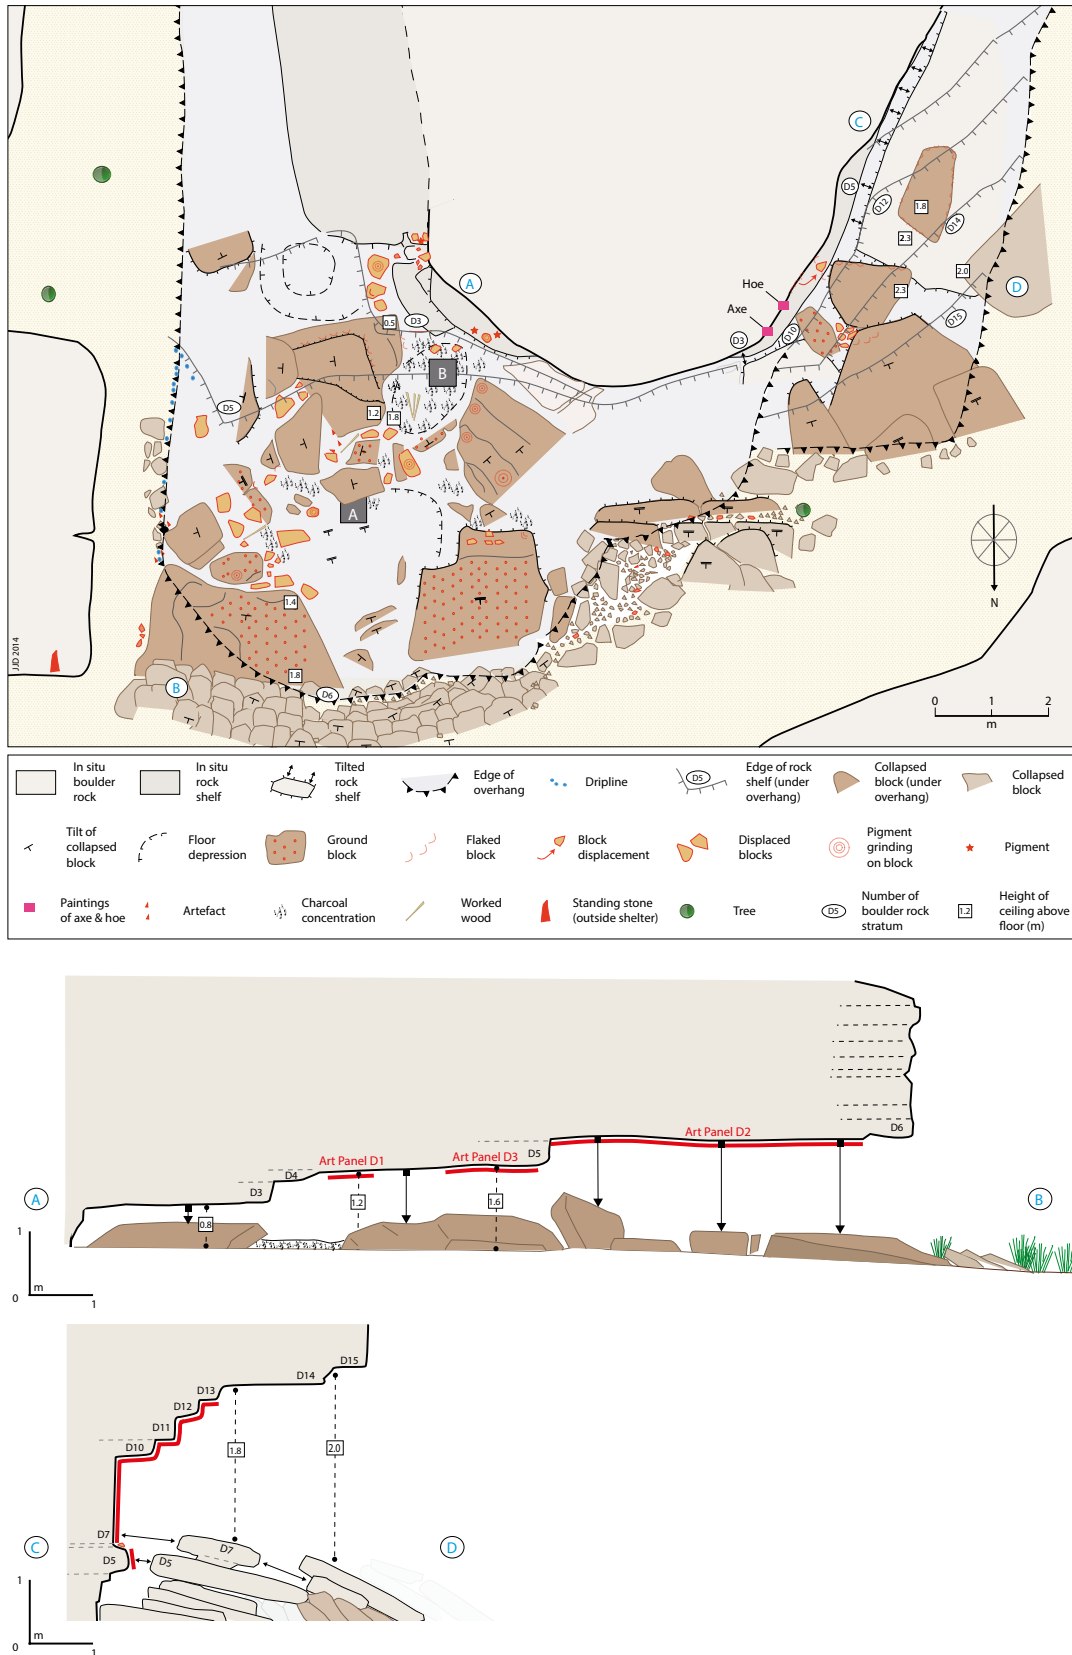 C
D5
D12
1.8
D14
2.3
2.0
D
A
Hoe
2.3
Axe
D15
0.5
D3
D3
D10
B
D5
1.2
1.8
A
N
1.4
JJD 2014
B
1.8
D6
0 1 2
m
In situ
boulder
rock
In situ
rock
shelf
Tilted
rock
shelf
Edge of
overhang
Dripline
D5
Edge of rock
shelf (under
overhang)
Collapsed
block (under
overhang)
Collapsed
block
Tilt of
collapsed
block
Floor
depression
Ground
block
Flaked
block
Block
displacement
Displaced
blocks
Pigment
grinding
on block
Pigment
Paintings
of axe & hoe
Artefact
Charcoal
concentration
Worked
wood
Standing stone
(outside shelter)
Tree
D5
Number of
boulder rock
stratum
1.2
Height of
ceiling above
floor (m)
Art Panel D2
D6
Art Panel D1
Art Panel D3
D5
D4
D3
A
1.2
1.6
B
0.8
1
m
0
1
D15
D14
D13
D12
D11
D10
1.8
2.0
D7
C
D7
D
D5
D5
1
m
0
1